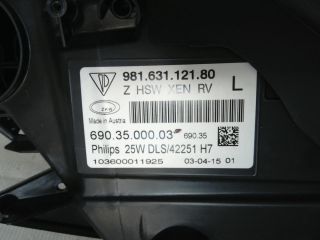 981.631.121.80
Z HSW XEN RV L
ZKW
Made in Austria
690.35.000.03 690.35
Philips 25W DLS/42251 H7
103600011925 03-04-15 01